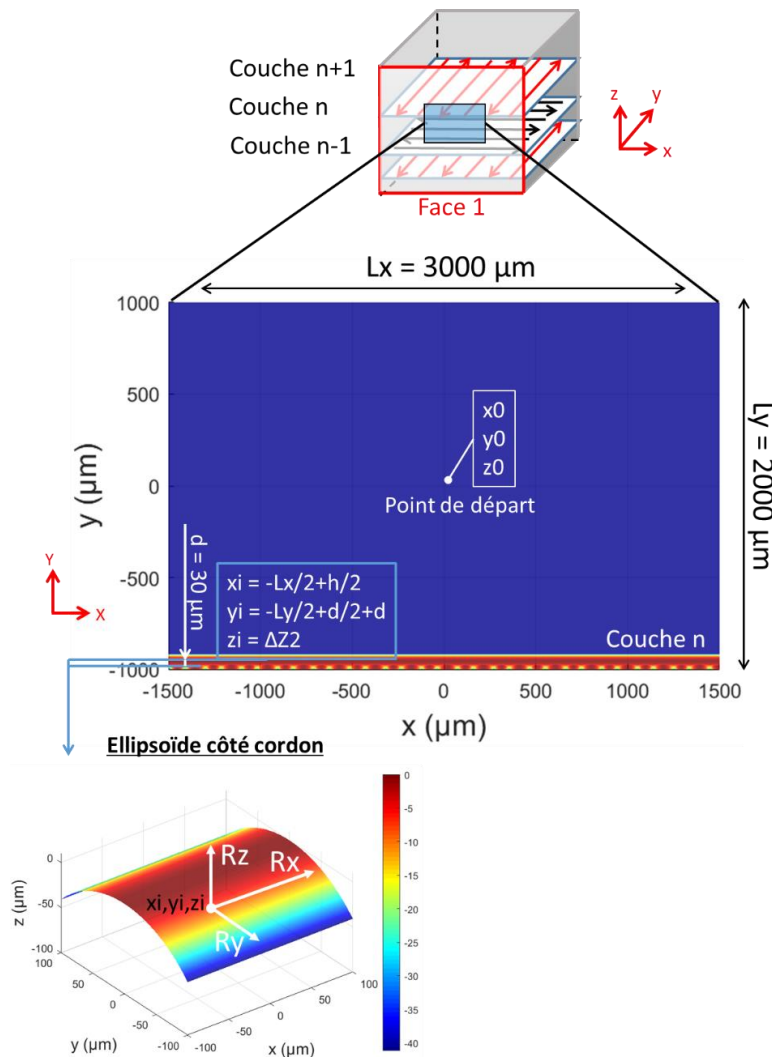 Couche n+1
Couche n
Couche n-1
z
y
x
Face 1
Lx = 3000 µm
1000
500
0
-500
-1000
y (µm)
x0
y0
z0
Point de départ
Ly = 2000 µm
d = 30 µm
xi = -Lx/2+h/2
yi = -Ly/2+d/2+d
zi = ΔZ2
Couche n
Y
X
-1500
-1000
-500
0
500
1000
1500
x (µm)
Ellipsoïde côté cordon
0
-50
-100
z (µm)
Rz
Rx
xi,yi,zi
Ry
100
50
0
-50
-100
y (µm)
-100
-50
0
50
100
x (µm)
0
-5
-10
-15
-20
-25
-30
-35
-40